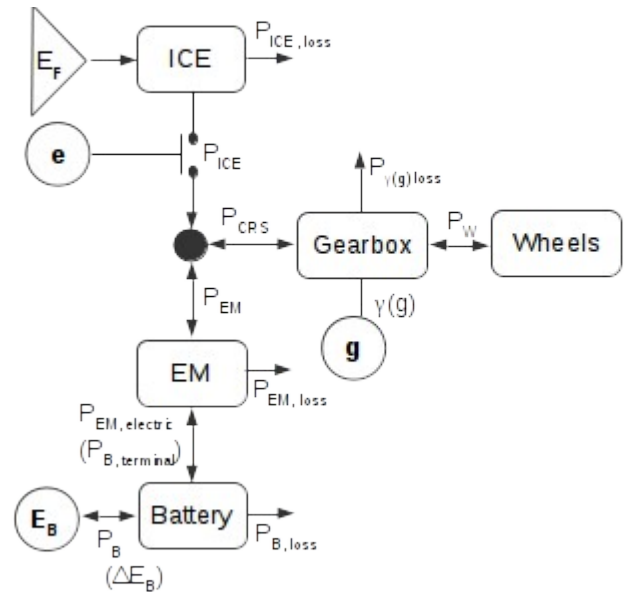 E_F
ICE
P_ICE,loss
e
P_ICE
P_γ(g)loss
P_CRS
Gearbox
P_W
Wheels
P_EM
γ(g)
g
EM
P_EM,loss
P_EM,electric
(P_B,terminal)
E_B
Battery
P_B
P_B,loss
(ΔE_B)